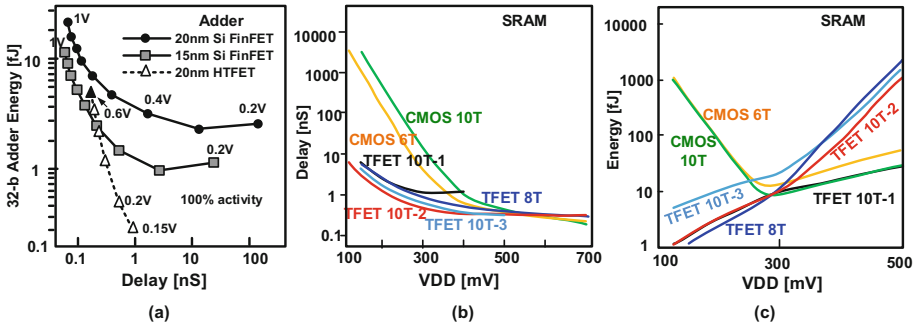 Adder
20nm Si FinFET
15nm Si FinFET
20nm HTFET
1V
1V
0.6V
0.4V
0.2V
0.2V
0.2V
0.15V
100% activity
32-b Adder Energy [fJ]
10
1
0.1
0.1
1
10
100
Delay [nS]
(a)
SRAM
Delay [nS]
1000
100
10
1
0.1
CMOS 10T
CMOS 6T
TFET 10T-1
TFET 8T
TFET 10T-2
TFET 10T-3
100
300
500
700
VDD [mV]
(b)
SRAM
Energy [fJ]
1000
100
10
1
CMOS 6T
CMOS
10T
TFET 10T-2
TFET 10T-3
TFET 10T-1
TFET 8T
100
300
500
VDD [mV]
(c)